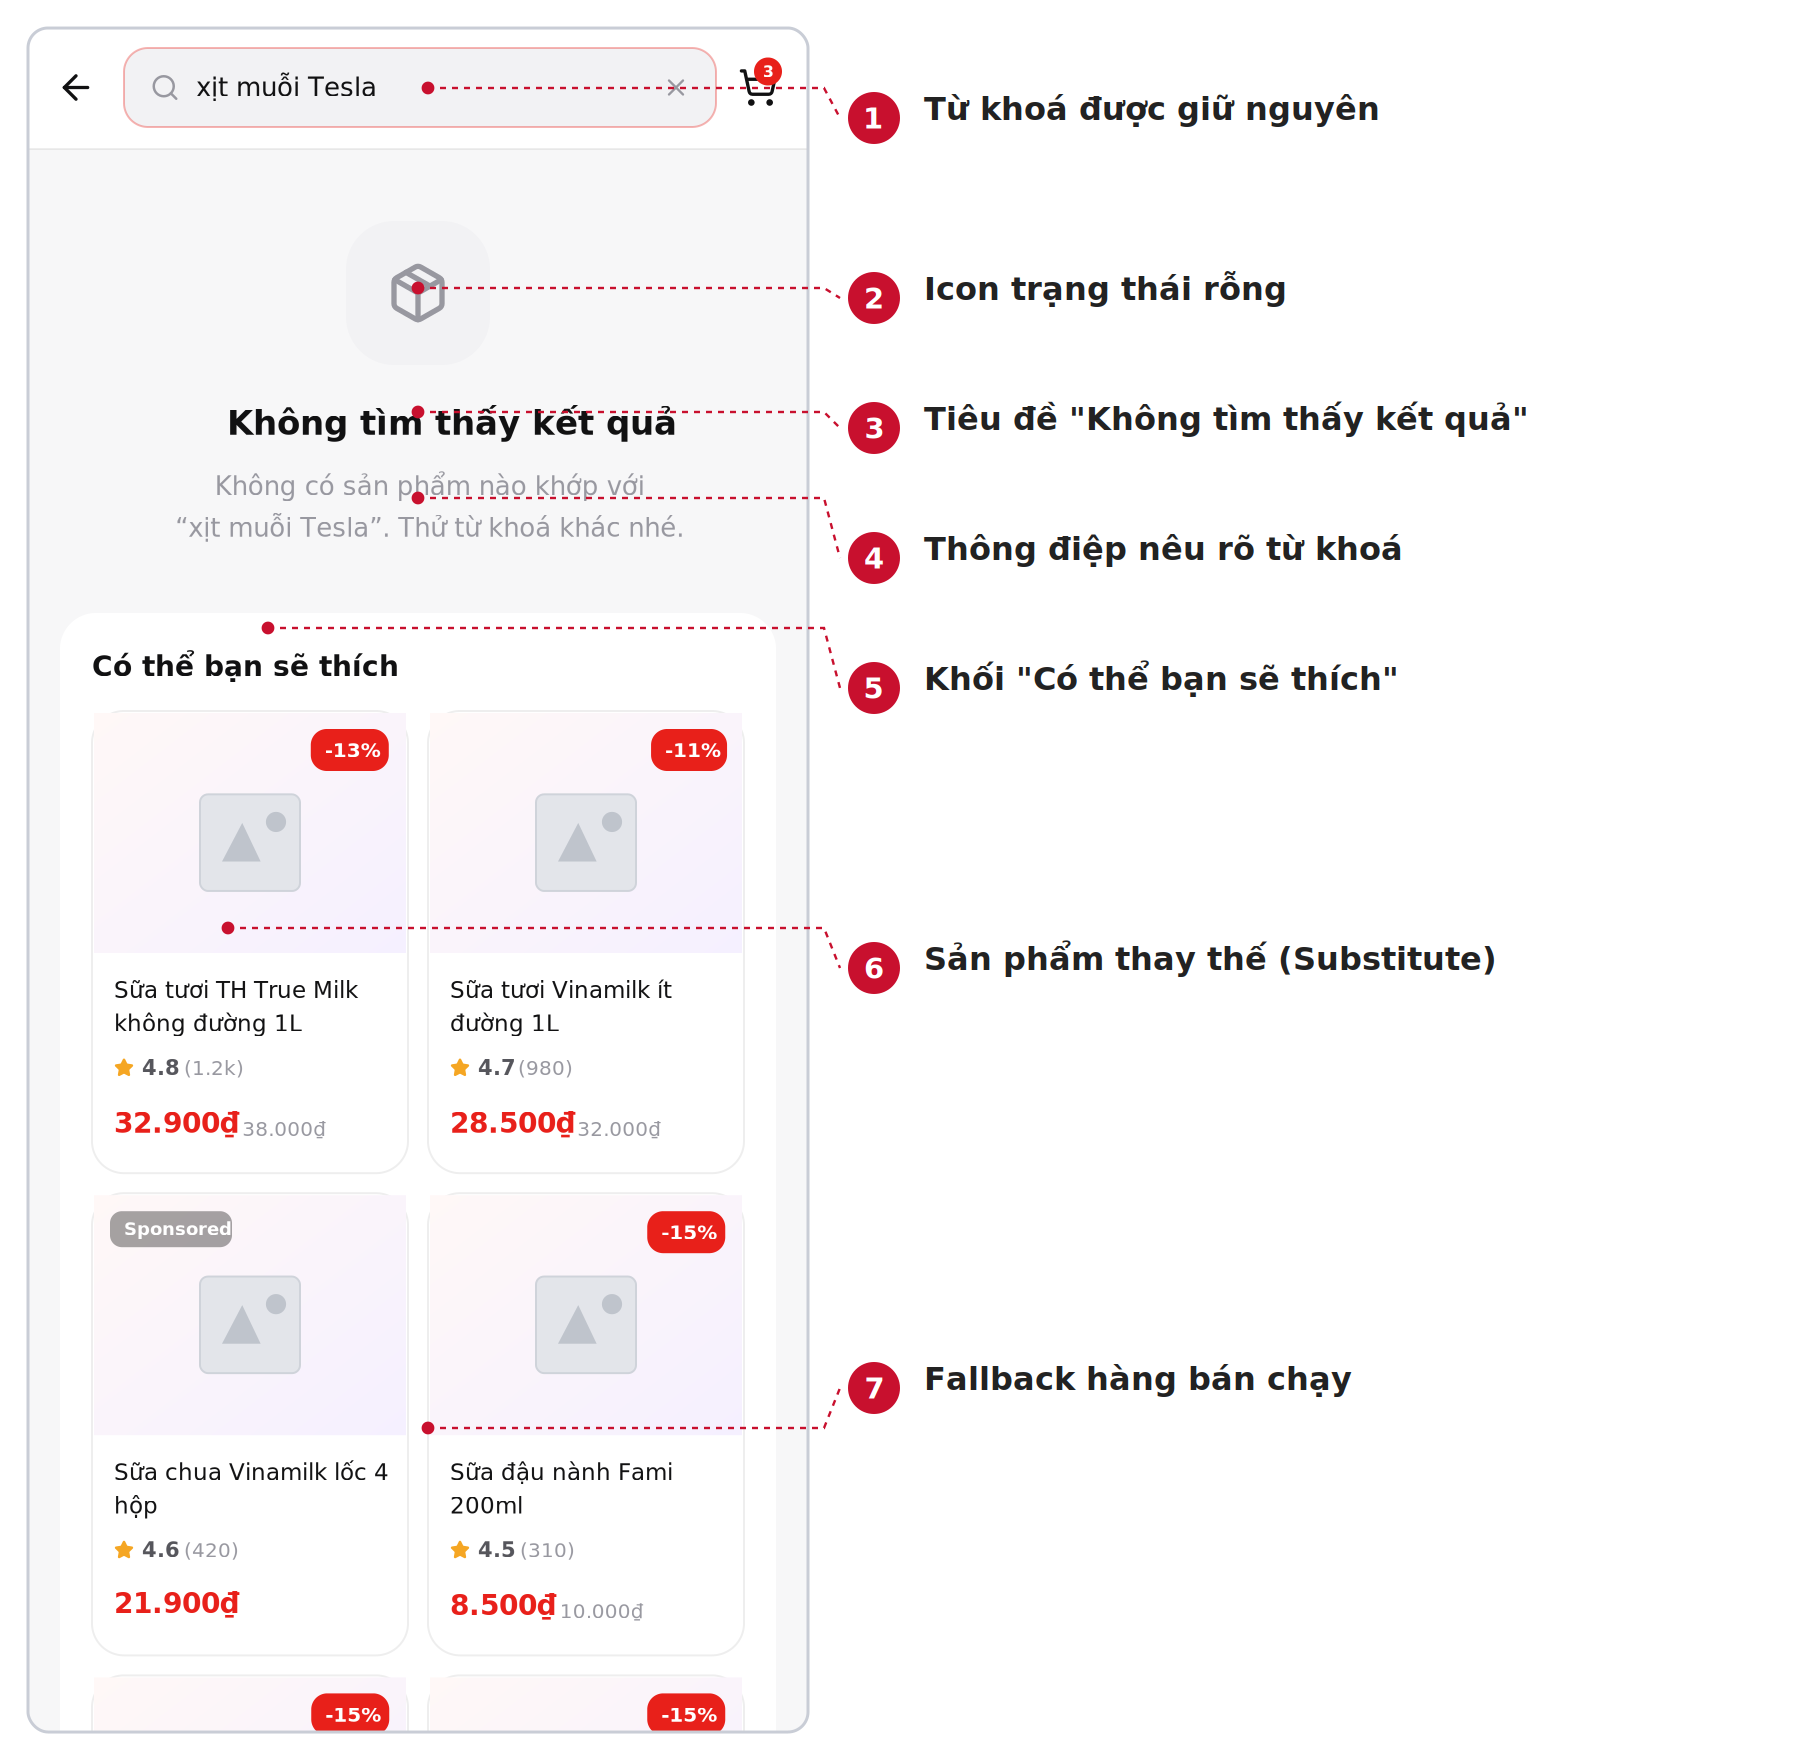 xịt muỗi Tesla
3
1
Từ khoá được giữ nguyên
2
Icon trạng thái rỗng
Không tìm thấy kết quả
3
Tiêu đề "Không tìm thấy kết quả"
Không có sản phẩm nào khớp với
“xịt muỗi Tesla”. Thử từ khoá khác nhé.
4
Thông điệp nêu rõ từ khoá
Có thể bạn sẽ thích
5
Khối "Có thể bạn sẽ thích"
-13%
-11%
6
Sản phẩm thay thế (Substitute)
Sữa tươi TH True Milk
không đường 1L
4.8 (1.2k)
32.900₫ 38.000₫
Sữa tươi Vinamilk ít
đường 1L
4.7 (980)
28.500₫ 32.000₫
Sponsored
-15%
7
Fallback hàng bán chạy
Sữa chua Vinamilk lốc 4
hộp
4.6 (420)
21.900₫
Sữa đậu nành Fami
200ml
4.5 (310)
8.500₫ 10.000₫
-15%
-15%